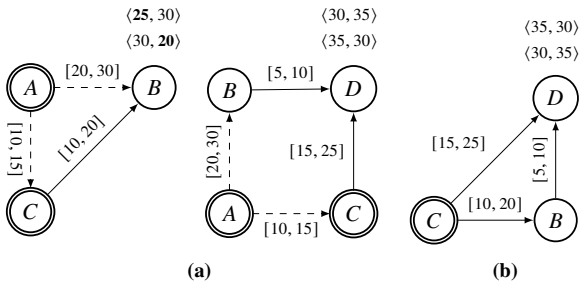 ⟨25, 30⟩
⟨30, 20⟩
A
[20, 30]
B
[10, 15]
[10, 20]
C
⟨30, 35⟩
⟨35, 30⟩
B
[5, 10]
D
[20, 30]
[15, 25]
A
[10, 15]
C
(a)
⟨35, 30⟩
⟨30, 35⟩
D
[15, 25]
[5, 10]
C
[10, 20]
B
(b)